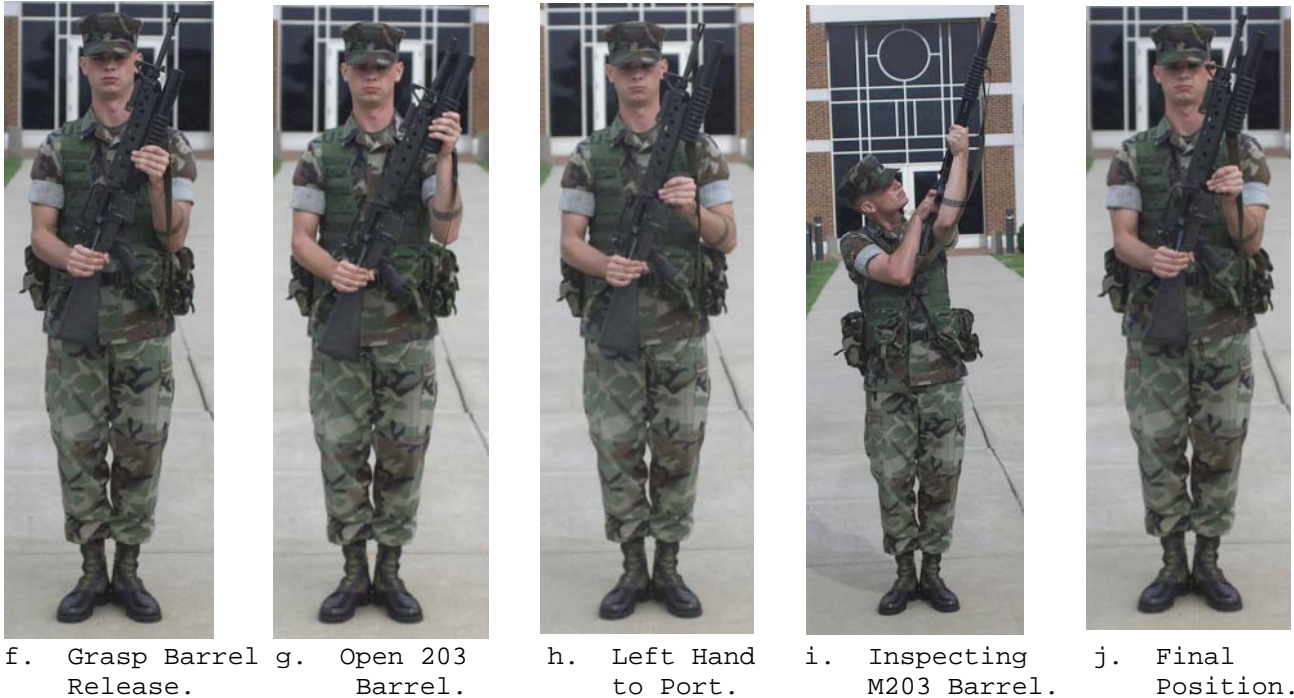 f. Grasp Barrel Release.
g. Open 203 Barrel.
h. Left Hand to Port.
i. Inspecting M203 Barrel.
j. Final Position.